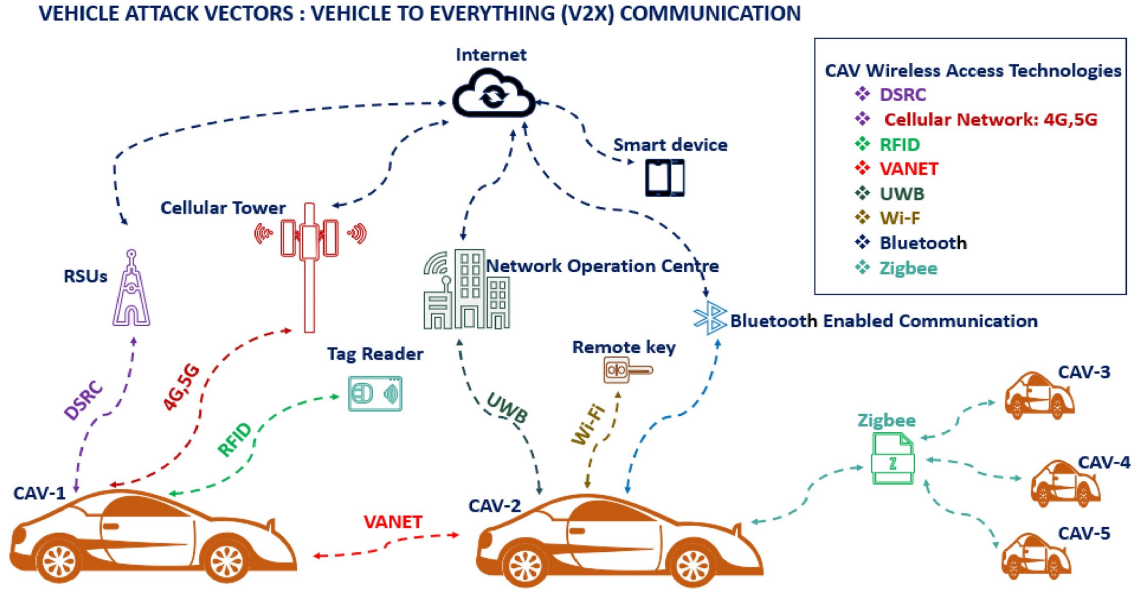 VEHICLE ATTACK VECTORS : VEHICLE TO EVERYTHING (V2X) COMMUNICATION
Internet
CAV Wireless Access Technologies
❖ DSRC
❖ Cellular Network: 4G,5G
❖ RFID
❖ VANET
❖ UWB
❖ Wi-F
❖ Bluetooth
❖ Zigbee
Smart device
Cellular Tower
RSUs
Network Operation Centre
Bluetooth Enabled Communication
Tag Reader
Remote key
DSRC
4G,5G
RFID
UWB
Wi-Fi
Zigbee
Z
CAV-3
CAV-4
CAV-5
CAV-1
VANET
CAV-2